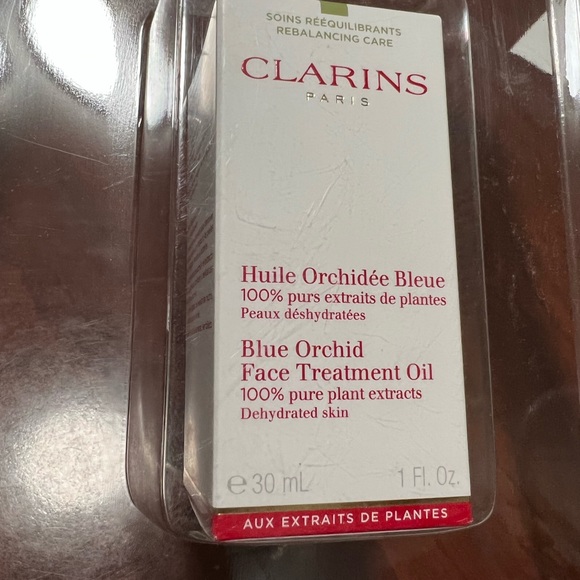 SOINS RÉÉQUILIBRANTS
REBALANCING CARE
CLARINS
PARIS
Huile Orchidée Bleue
100% purs extraits de plantes
Peaux déshydratées
Blue Orchid
Face Treatment Oil
100% pure plant extracts
Dehydrated skin
℮ 30 mL 1 Fl. Oz.
AUX EXTRAITS DE PLANTES